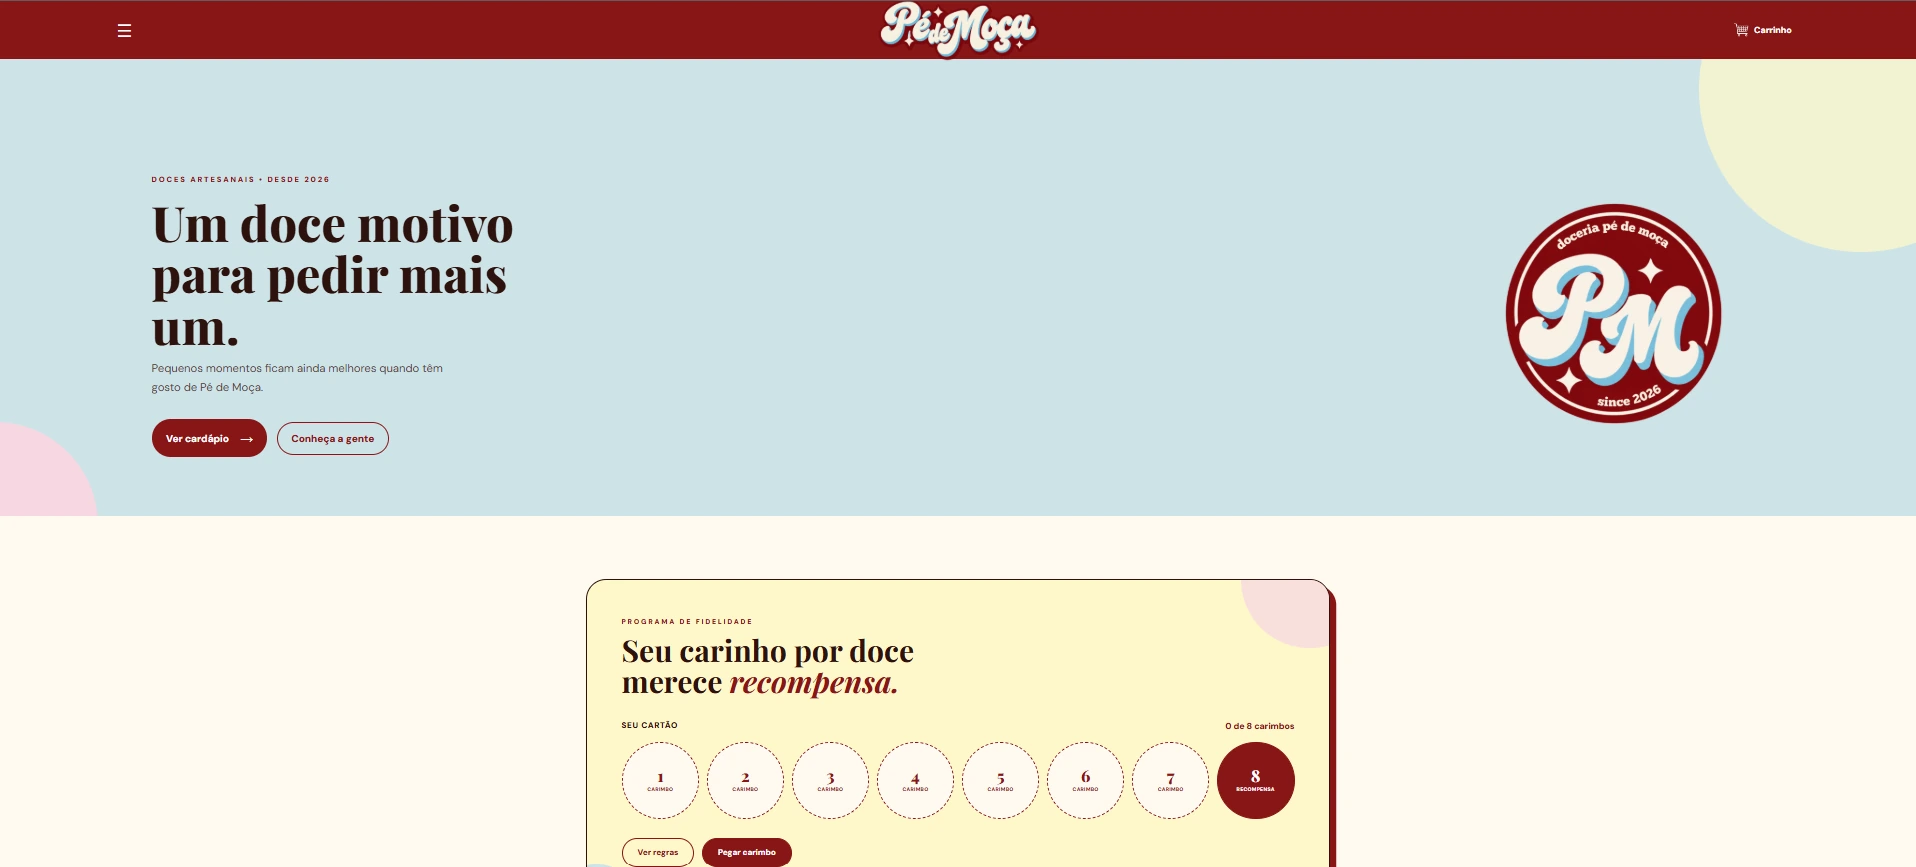 Pé de Moça
Carrinho
DOCES ARTESANAIS • DESDE 2026
Um doce motivo
para pedir mais
um.
Pequenos momentos ficam ainda melhores quando têm
gosto de Pé de Moça.
Ver cardápio →
Conheça a gente
doceria pé de moça
PM
since 2026
PROGRAMA DE FIDELIDADE
Seu carinho por doce
merece recompensa.
SEU CARTÃO
0 de 8 carimbos
1
CARIMBO
2
CARIMBO
3
CARIMBO
4
CARIMBO
5
CARIMBO
6
CARIMBO
7
CARIMBO
8
RECOMPENSA
Ver regras
Pegar carimbo